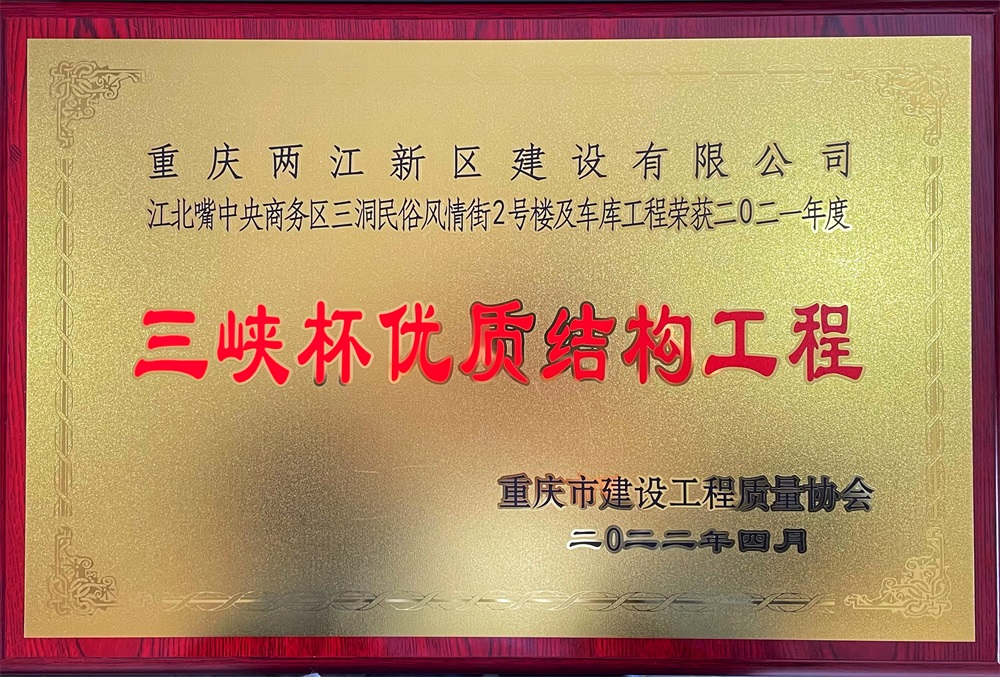 重庆两江新区建设有限公司
江北嘴中央商务区三洞民俗风情街2号楼及车库工程荣获二〇二一年度
三峡杯优质结构工程
重庆市建设工程质量协会
二〇二二年四月